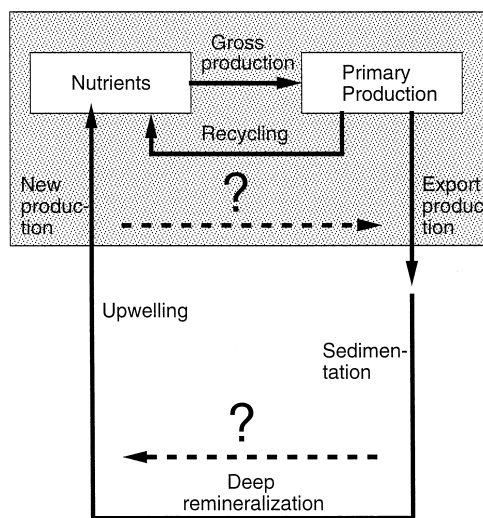 Gross
production
Nutrients
Primary
Production
Recycling
?
New
produc-
tion
Export
produc
tion
Upwelling
Sedimen-
tation
?
Deep
remineralization